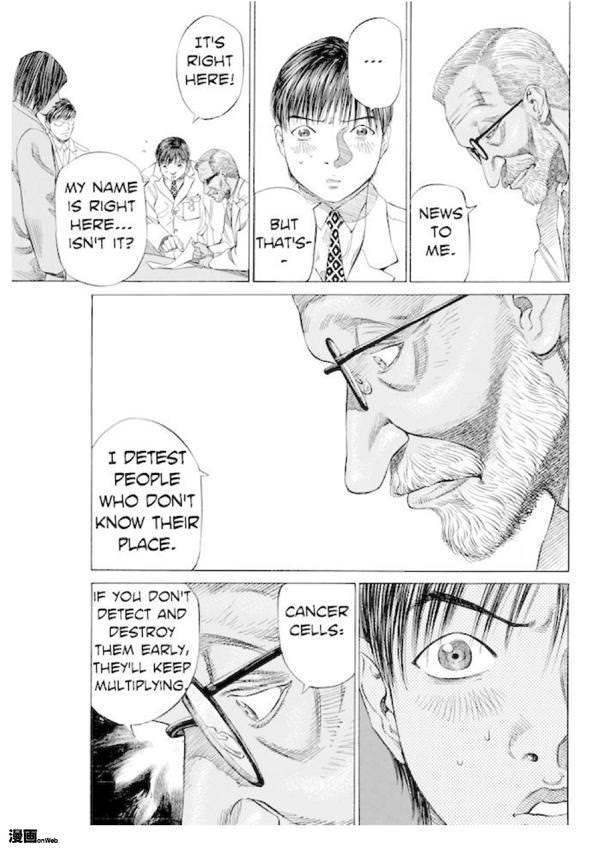 NEWS
TO
ME.
...
BUT
THAT'S-
-
IT'S
RIGHT
HERE!
MY NAME
IS RIGHT
HERE...
ISN'T IT?
I DETEST
PEOPLE
WHO DON'T
KNOW THEIR
PLACE.
CANCER
CELLS:
IF YOU DON'T
DETECT AND
DESTROY
THEM EARLY,
THEY'LL KEEP
MULTIPLYING.
漫画 on Web